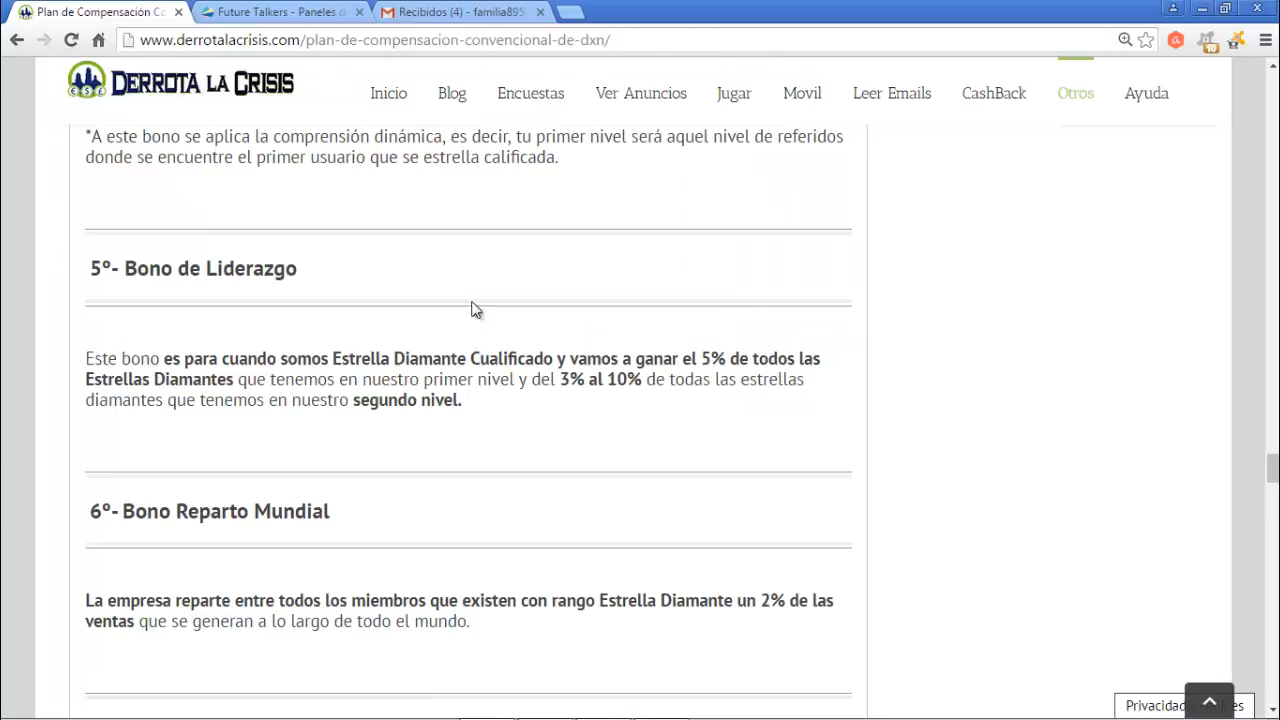 Plan de Compensación Co
Future Talkers - Paneles d
Recibidos (4) - familia895
www.derrotalacrisis.com/plan-de-compensacion-convencional-de-dxn/
10
DERROTA LA CRISIS
Inicio Blog Encuestas Ver Anuncios Jugar Movil Leer Emails CashBack Otros Ayuda
*A este bono se aplica la comprensión dinámica, es decir, tu primer nivel será aquel nivel de referidos
donde se encuentre el primer usuario que se estrella calificada.
5º- Bono de Liderazgo
Este bono es para cuando somos Estrella Diamante Cualificado y vamos a ganar el 5% de todos las
Estrellas Diamantes que tenemos en nuestro primer nivel y del 3% al 10% de todas las estrellas
diamantes que tenemos en nuestro segundo nivel.
6º- Bono Reparto Mundial
La empresa reparte entre todos los miembros que existen con rango Estrella Diamante un 2% de las
ventas que se generan a lo largo de todo el mundo.